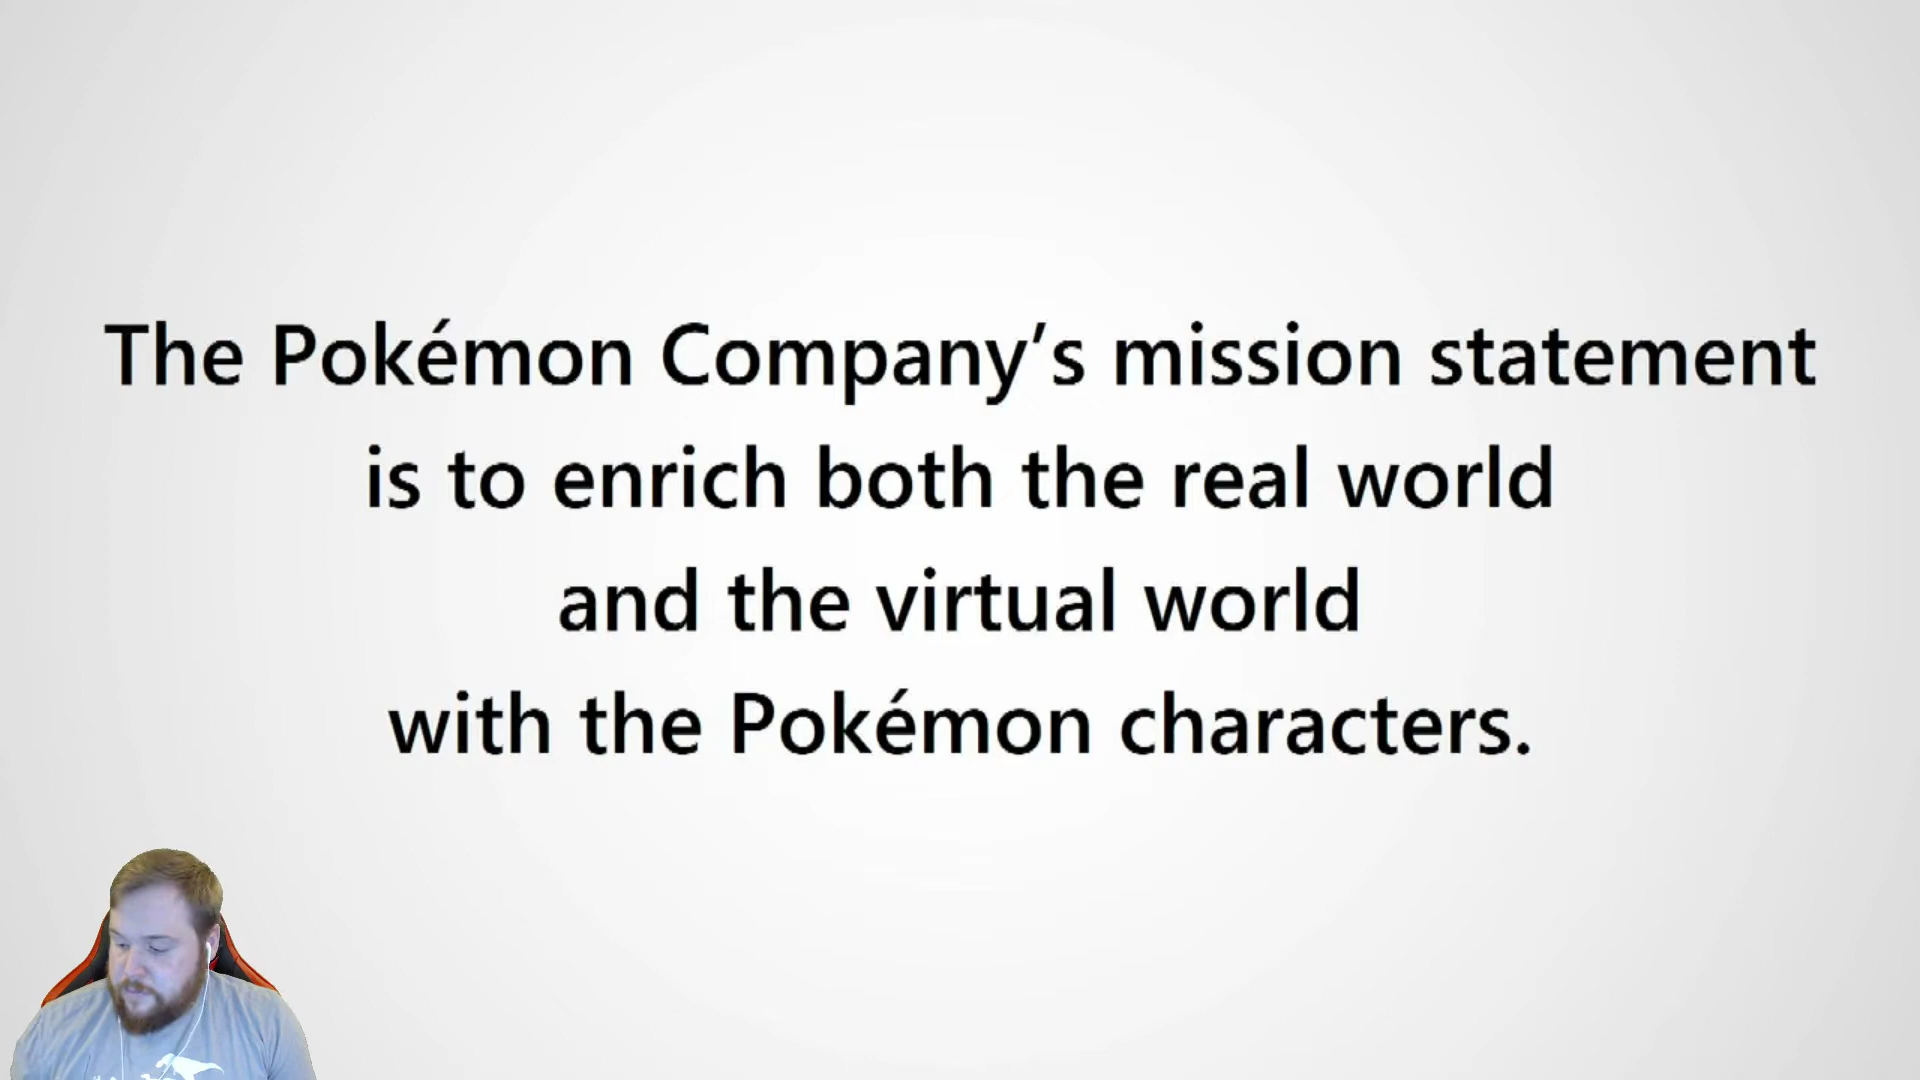 The Pokémon Company’s mission statement
is to enrich both the real world
and the virtual world
with the Pokémon characters.